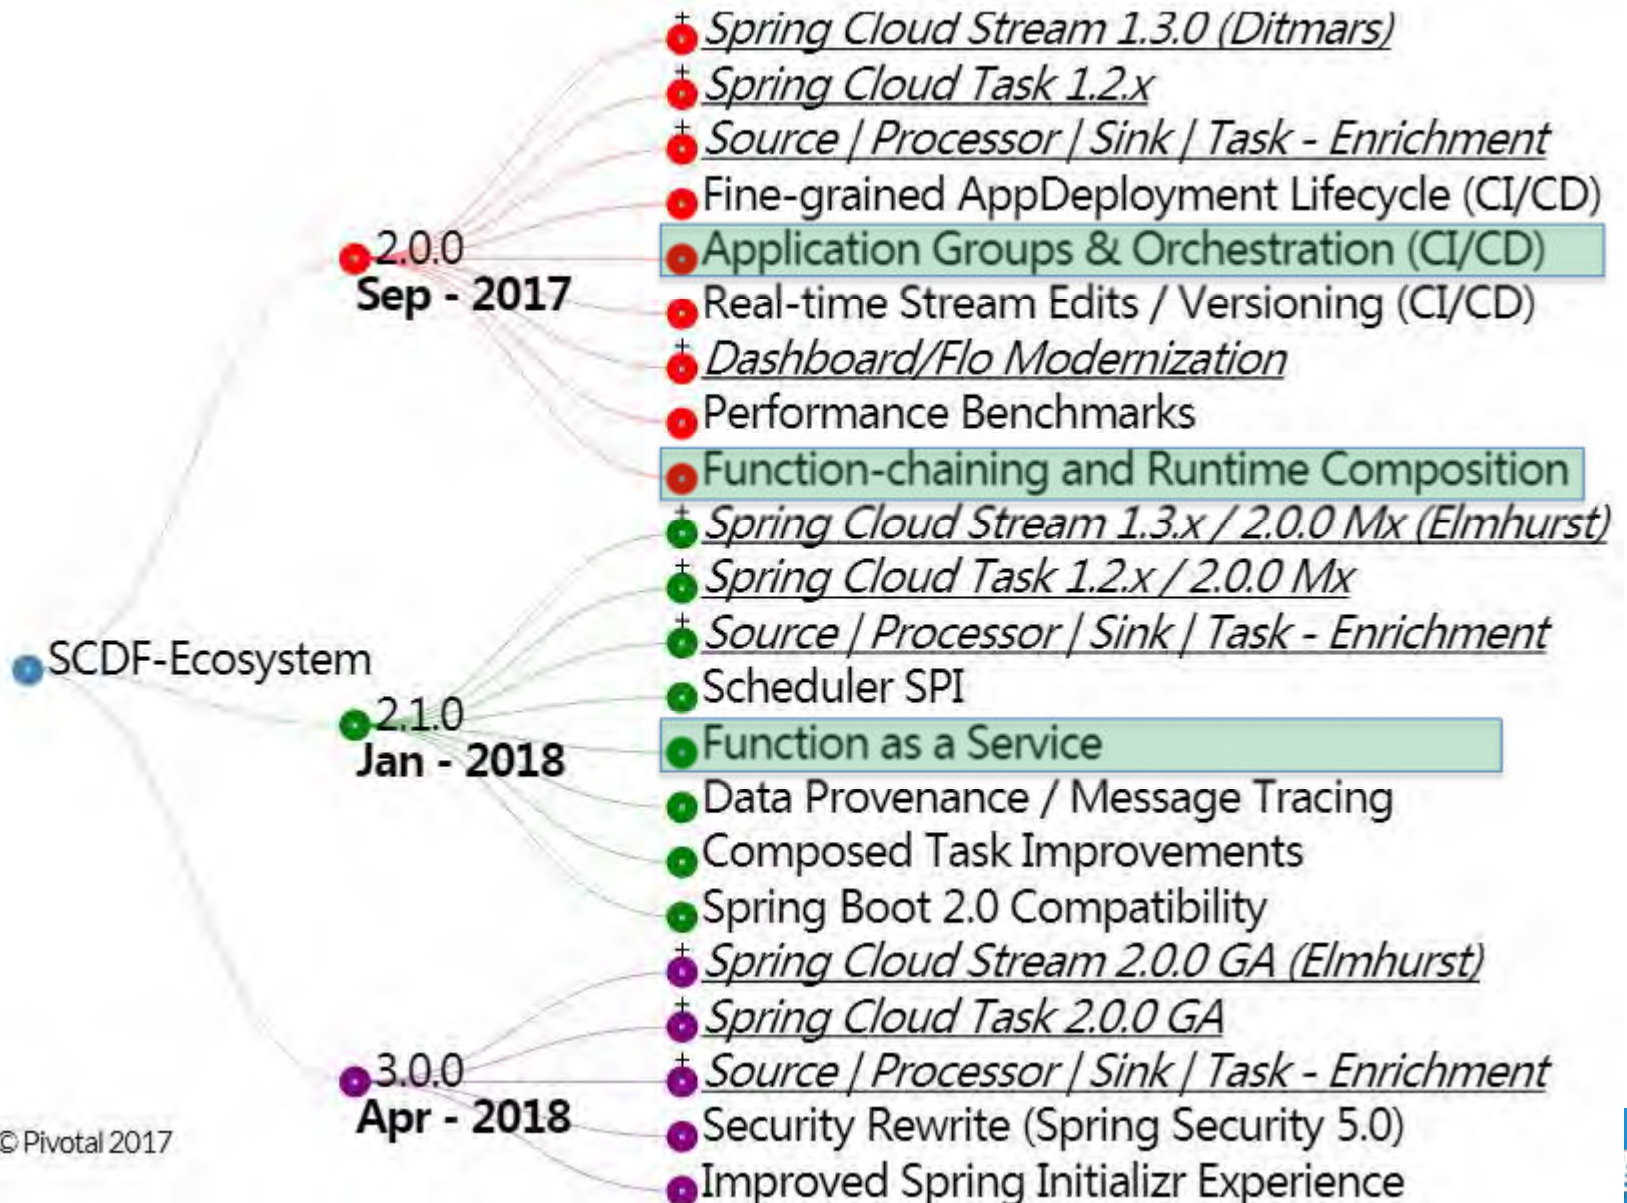 Spring Cloud Stream 1.3.0 (Ditmars)
Spring Cloud Task 1.2.x
Source | Processor | Sink | Task - Enrichment
Fine-grained AppDeployment Lifecycle (CI/CD)
2.0.0
Application Groups & Orchestration (CI/CD)
Sep - 2017
Real-time Stream Edits / Versioning (CI/CD)
Dashboard/Flo Modernization
Performance Benchmarks
Function-chaining and Runtime Composition
Spring Cloud Stream 1.3.x / 2.0.0 Mx (Elmhurst)
Spring Cloud Task 1.2.x / 2.0.0 Mx
Source | Processor | Sink | Task - Enrichment
SCDF-Ecosystem
Scheduler SPI
2.1.0
Jan - 2018
Function as a Service
Data Provenance / Message Tracing
Composed Task Improvements
Spring Boot 2.0 Compatibility
Spring Cloud Stream 2.0.0 GA (Elmhurst)
Spring Cloud Task 2.0.0 GA
3.0.0
Apr - 2018
Source | Processor | Sink | Task - Enrichment
Security Rewrite (Spring Security 5.0)
Improved Spring Initializr Experience
© Pivotal 2017